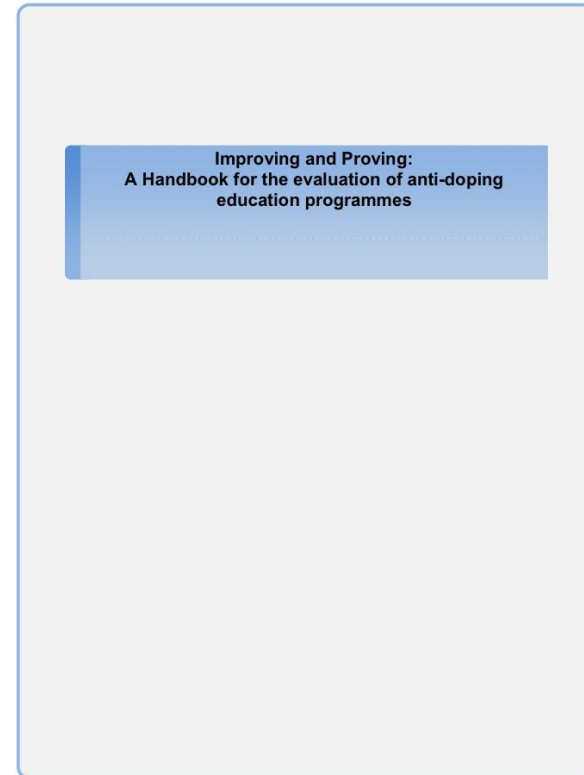 Improving and Proving:
A Handbook for the evaluation of anti-doping
education programmes